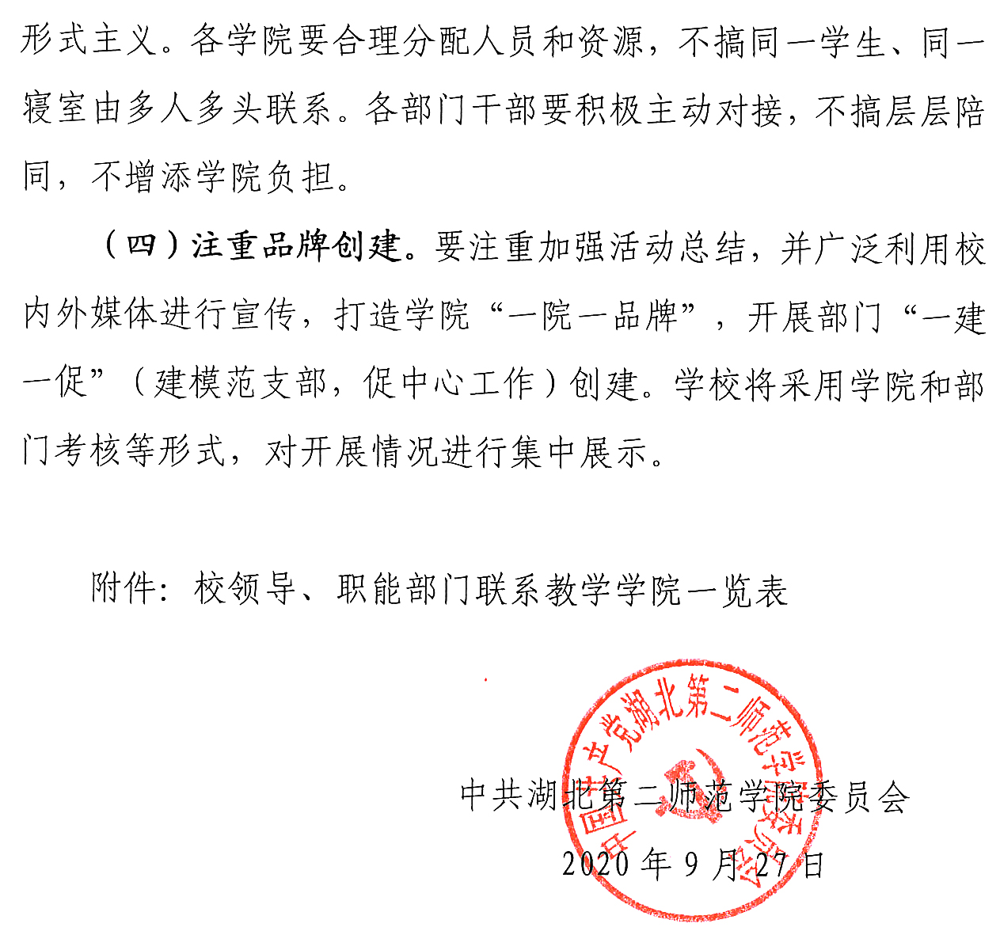 形式主义。各学院要合理分配人员和资源，不搞同一学生、同一
寝室由多人多头联系。各部门干部要积极主动对接，不搞层层陪
同，不增添学院负担。
（四）注重品牌创建。要注重加强活动总结，并广泛利用校
内外媒体进行宣传，打造学院“一院一品牌”，开展部门“一建
一促”（建模范支部，促中心工作）创建。学校将采用学院和部
门考核等形式，对开展情况进行集中展示。
附件：校领导、职能部门联系教学学院一览表
中国共产党湖北第二师范学院委员会
中共湖北第二师范学院委员会
2020年9月27日